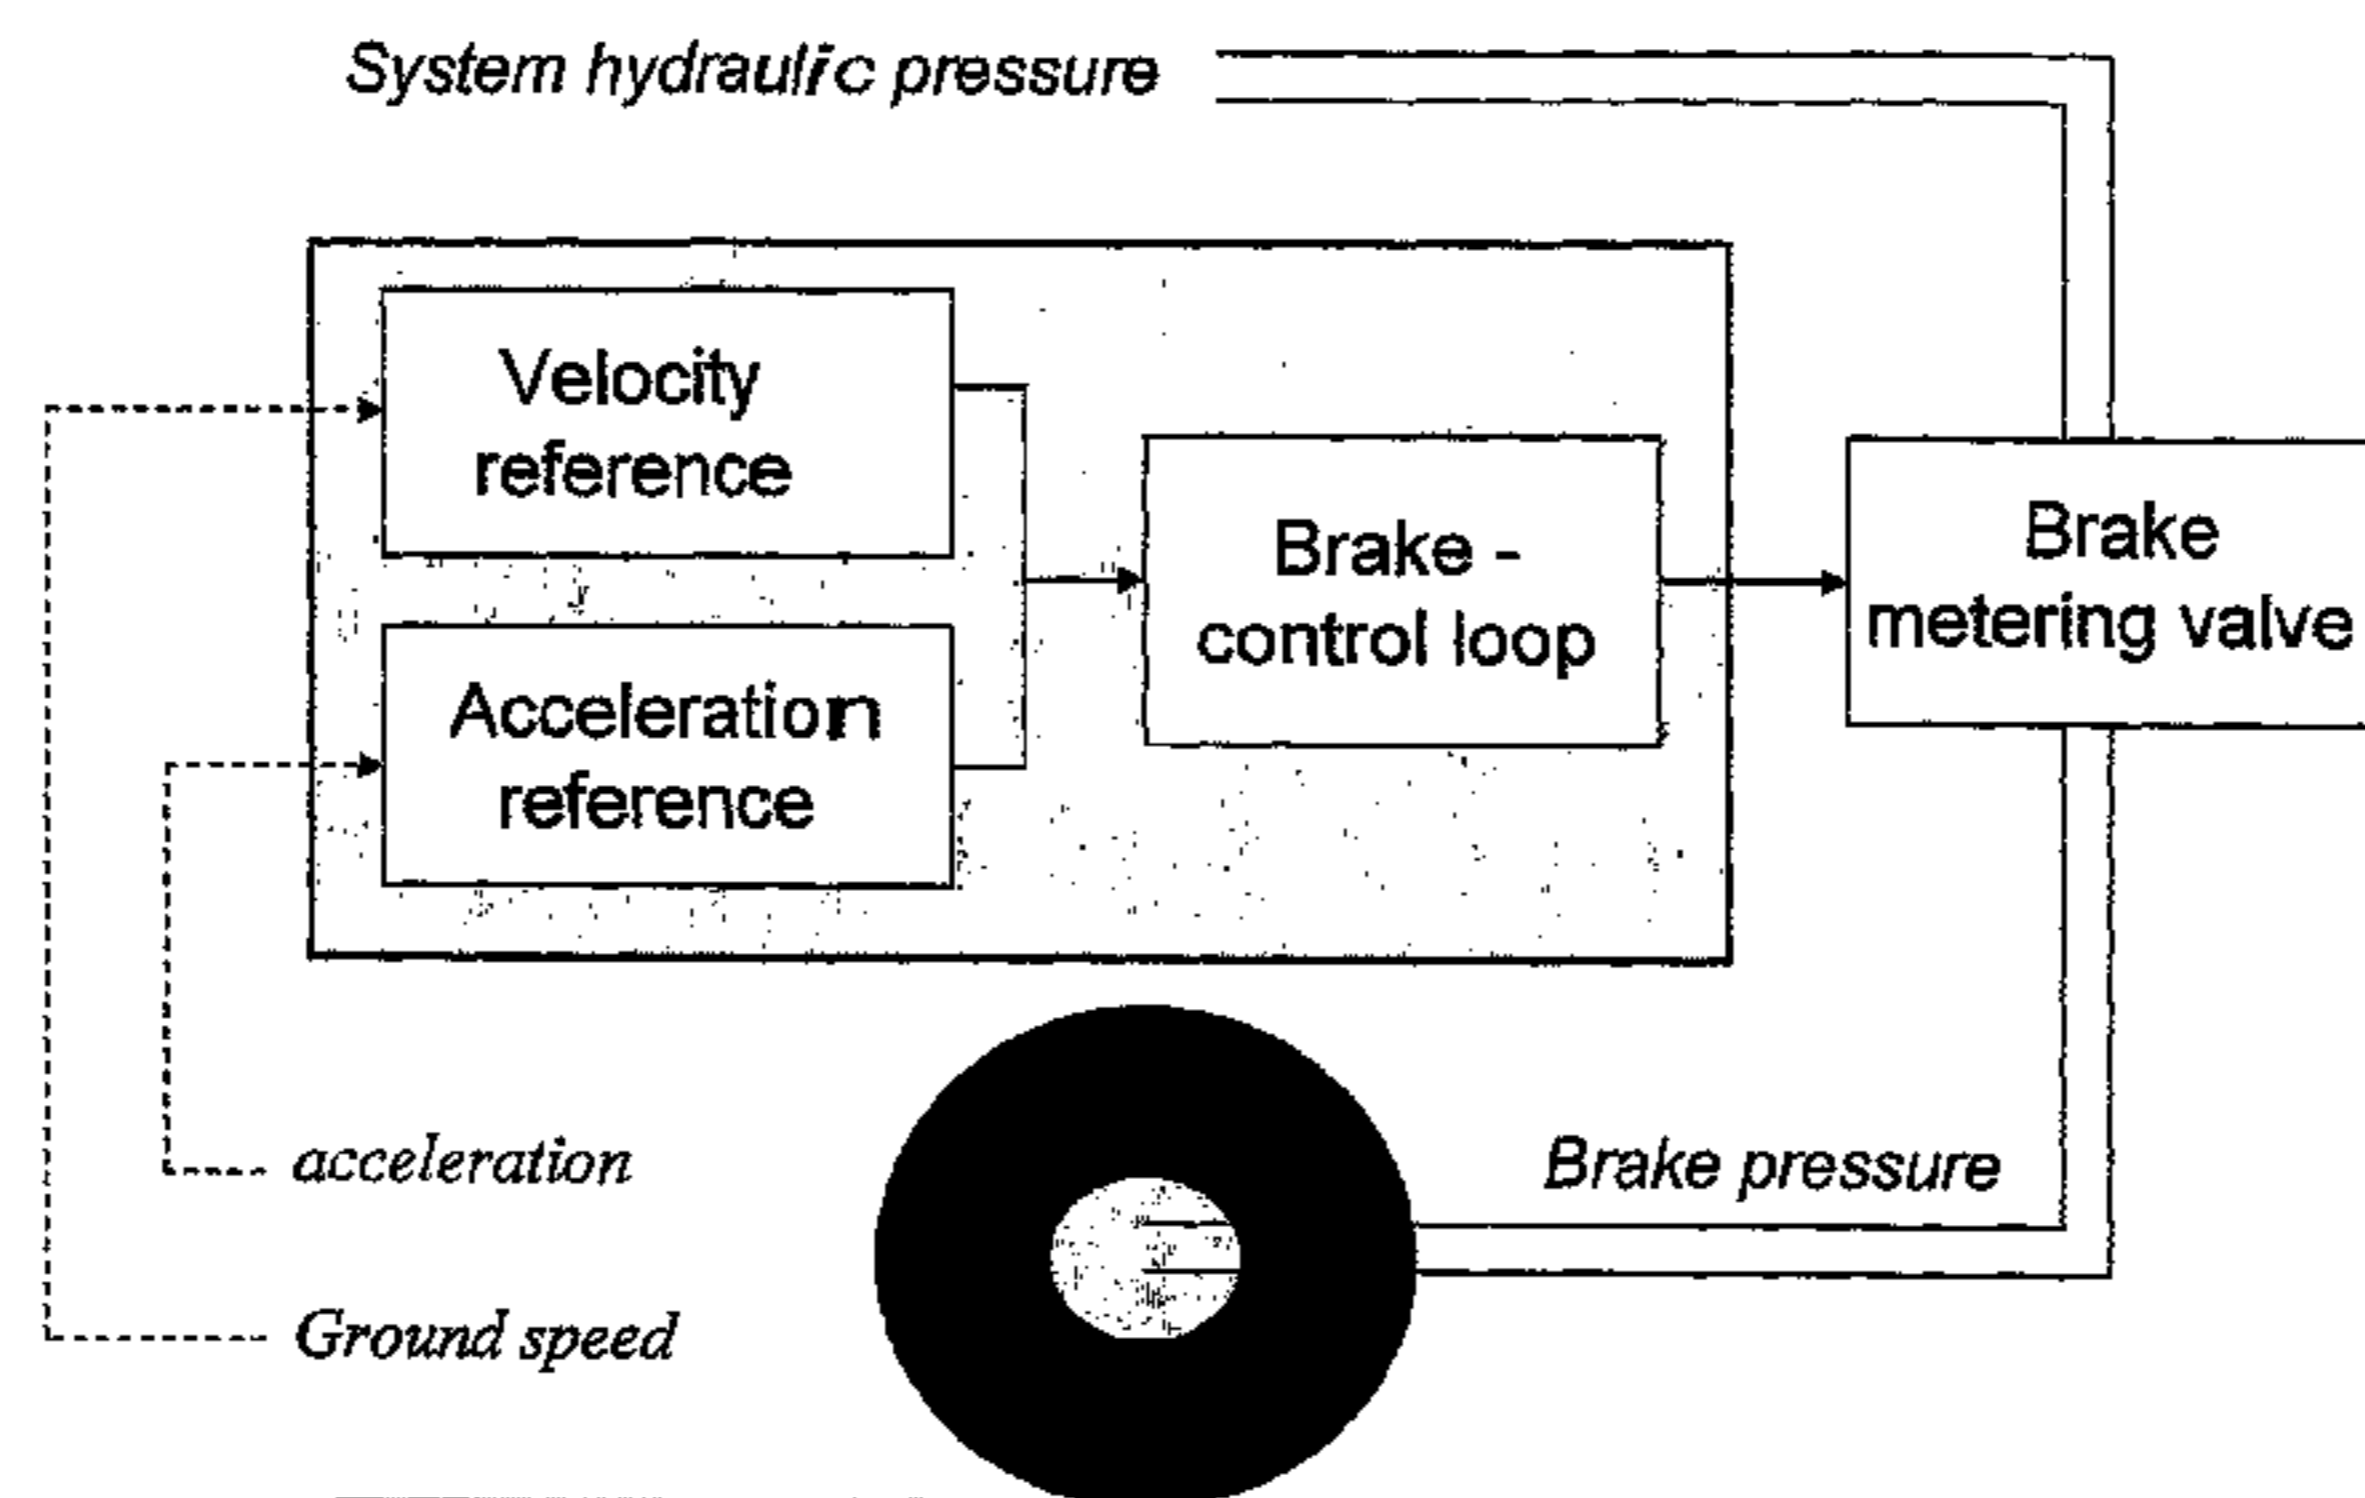 System hydraulic pressure
Velocity
reference
Brake -
control loop
Brake
metering valve
Acceleration
reference
acceleration
Brake pressure
Ground speed